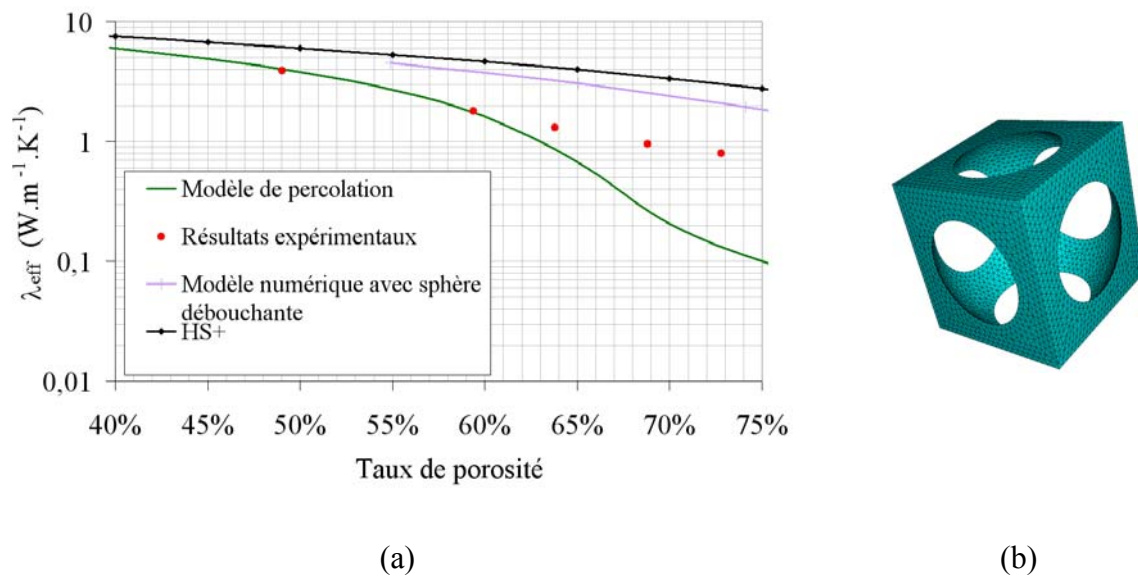 10
1
0,1
0,01
λeff (W.m⁻¹.K⁻¹)
Modèle de percolation
Résultats expérimentaux
Modèle numérique avec sphère
débouchante
HS+
40% 45% 50% 55% 60% 65% 70% 75%
Taux de porosité
(a) (b)